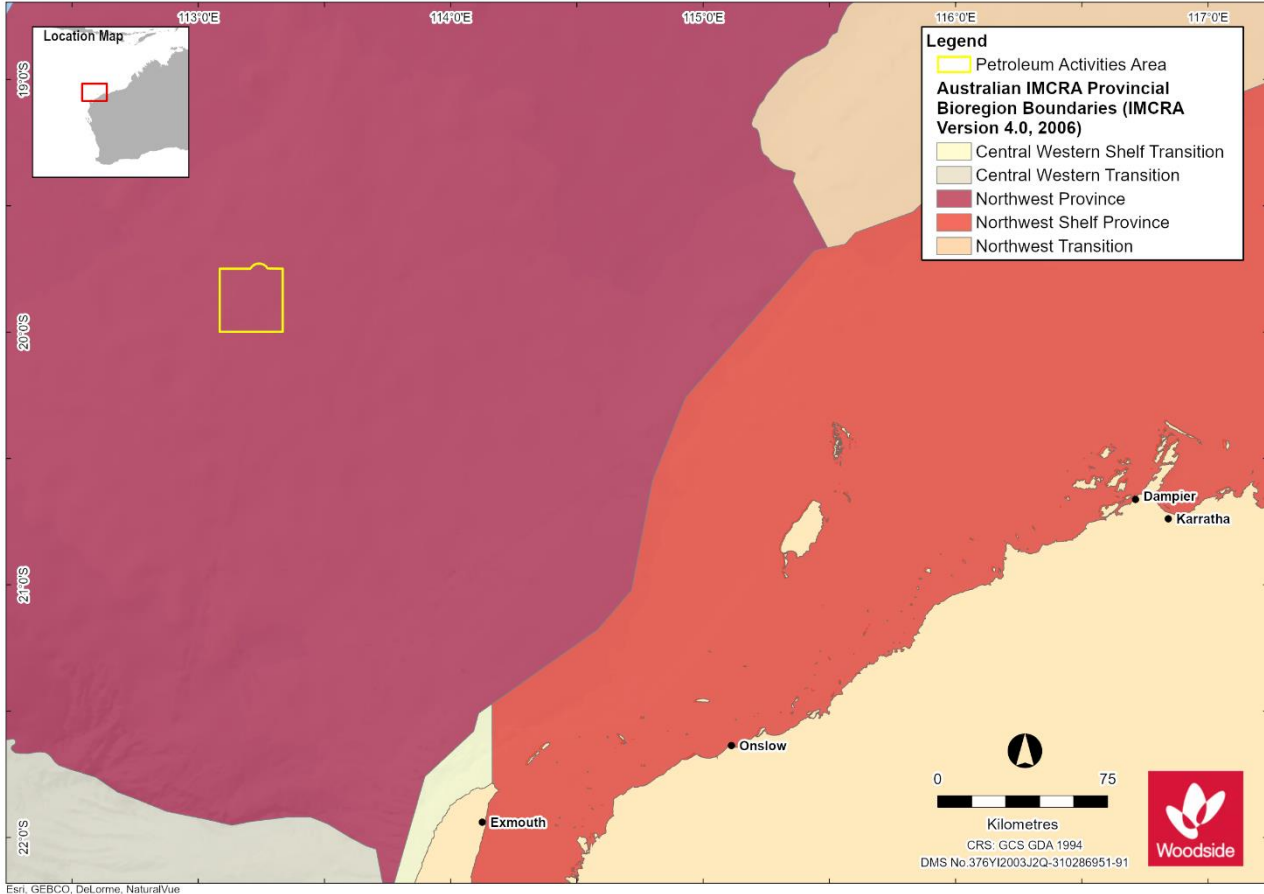 113°0'E
114°0'E
115°0'E
116°0'E
117°0'E
Location Map
19°0'S
20°0'S
21°0'S
22°0'S
Legend
Petroleum Activities Area
Australian IMCRA Provincial
Bioregion Boundaries (IMCRA
Version 4.0, 2006)
Central Western Shelf Transition
Central Western Transition
Northwest Province
Northwest Shelf Province
Northwest Transition
Dampier
Karratha
Onslow
Exmouth
0 75
Kilometres
CRS: GCS GDA 1994
DMS No.376YI2003J2Q-310286951-91
Woodside
Esri, GEBCO, DeLorme, NaturalVue